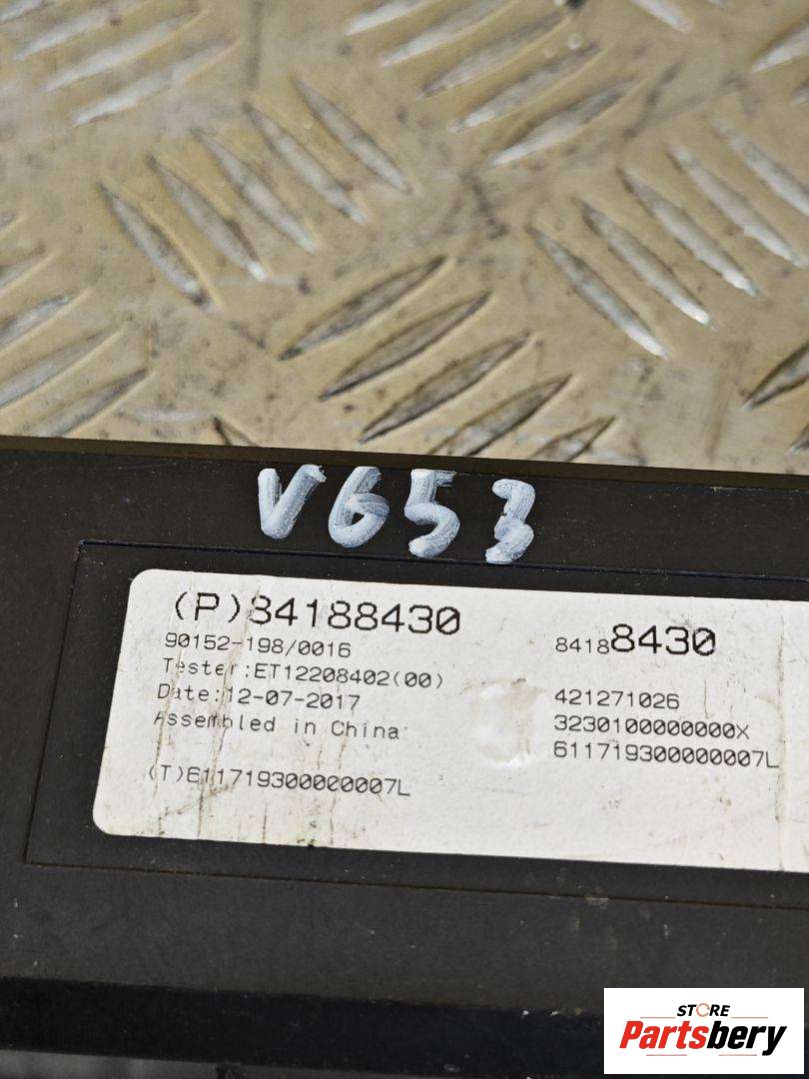 V653
(P)84188430
90152-198/0016
Tester:ET12208402(00)
Date:12-07-2017
Assembled in China
(T)611719300000007L
84188430
421271026
3230100000000X
611719300000007L
STORE
Partsbery